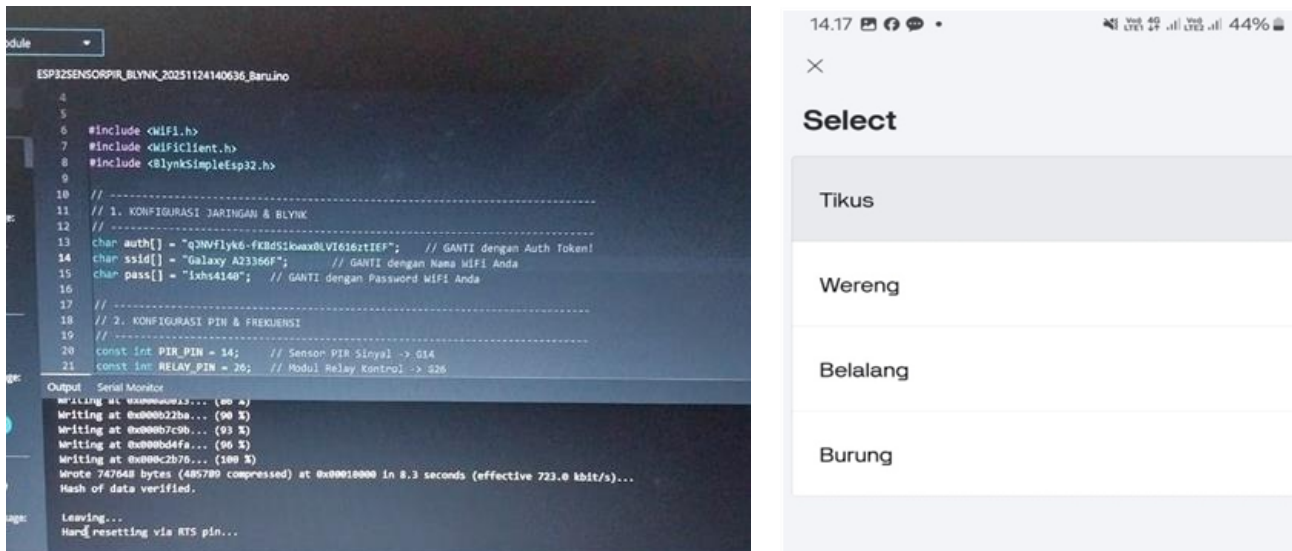 odule
ESP32SENSORPIR_BLYNK_20251124140636_Baru.ino
4
5
6 #include <WiFi.h>
7 #include <WiFiClient.h>
8 #include <BlynkSimpleEsp32.h>
9
10 // ----------------------------------------------------------------
11 // 1. KONFIGURASI JARINGAN & BLYNK
12 // ----------------------------------------------------------------
13 char auth[] = "; // GANTI dengan Auth Token!
14 char ssid[] = "Galaxy A23366F"; // GANTI dengan Nama WiFi Anda
15 char pass[] = "ixhs4140"; // GANTI dengan Password WiFi Anda
16
17 // ----------------------------------------------------------------
18 // 2. KONFIGURASI PIN & FREKUENSI
19 // ----------------------------------------------------------------
20 const int PIR_PIN = 14; // Sensor PIR Sinyal -> G14
21 const int RELAY_PIN = 26; // Modul Relay Kontrol -> G26
Output Serial Monitor
Writing at (86 %)
Writing at 0x000b22ba... (90 %)
Writing at 0x000b7c9b... (93 %)
Writing at 0x000bd4fa... (96 %)
Writing at 0x000c2b76... (100 %)
Wrote 747648 bytes (485789 compressed) at 0x00010000 in 8.3 seconds (effective 723.0 kbit/s)...
Hash of data verified.
Leaving...
Hard resetting via RTS pin...
14.17 44%
Select
Tikus
Wereng
Belalang
Burung